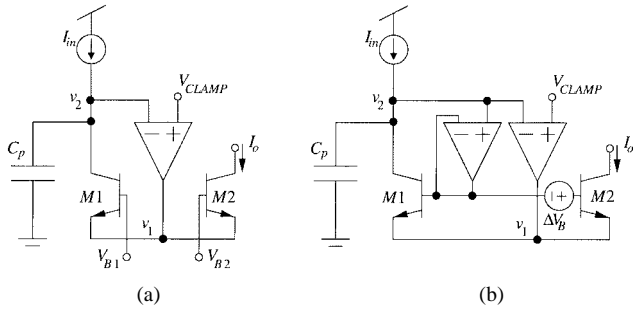 I_in
v_2
V_CLAMP
− +
C_p
I_o
M1
M2
v_1
V_B1
V_B2
(a)
I_in
v_2
V_CLAMP
− +
− +
C_p
I_o
M1
− +
M2
ΔV_B
v_1
(b)